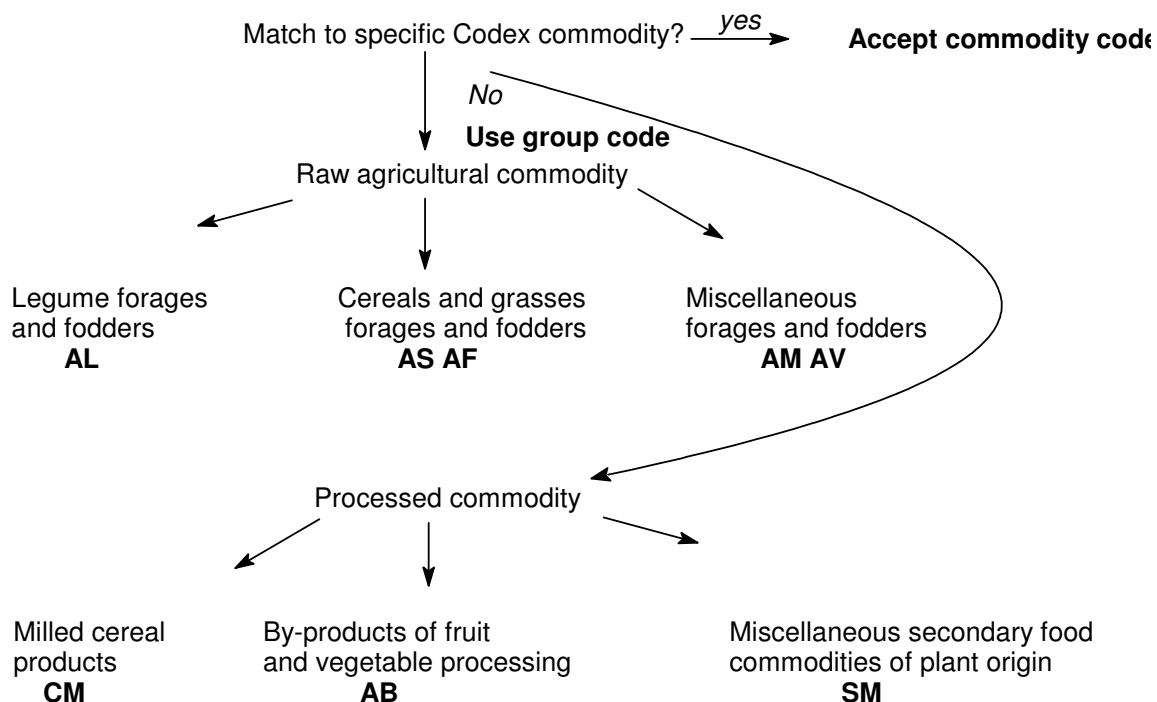 Match to specific Codex commodity?
yes
Accept commodity code
No
Use group code
Raw agricultural commodity
Legume forages
and fodders
AL
Cereals and grasses
forages and fodders
AS AF
Miscellaneous
forages and fodders
AM AV
Processed commodity
Milled cereal
products
CM
By-products of fruit
and vegetable processing
AB
Miscellaneous secondary food
commodities of plant origin
SM